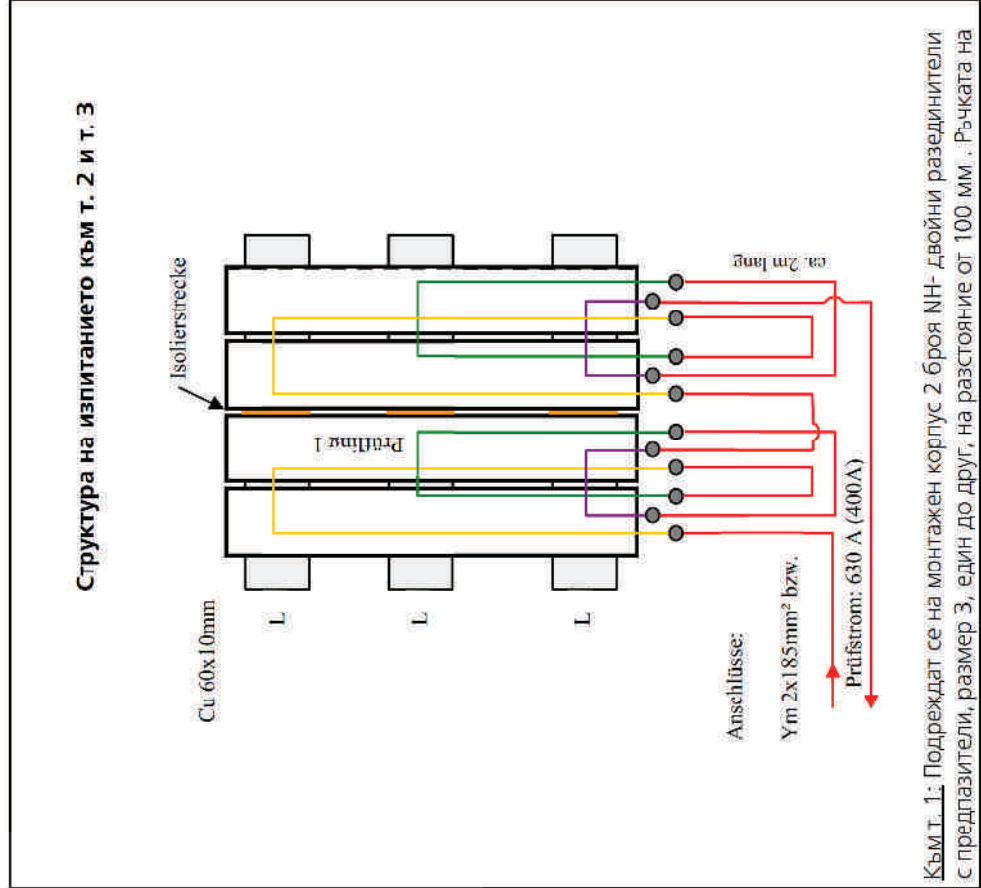 Структура на изпитанието към т. 2 и т. 3
Cu 60x10mm
Isolierstrecke
L
L
L
Prüfling 1
ca. 2m lang
Anschlüsse:
Ym 2x185mm² bzw.
Prüfstrom: 630 A (400A)
Към т. 1: Подреждат се на монтажен корпус 2 броя NH- двойни разединители
с предпазители, размер 3, един до друг, на разстояние от 100 мм . Ръчката на